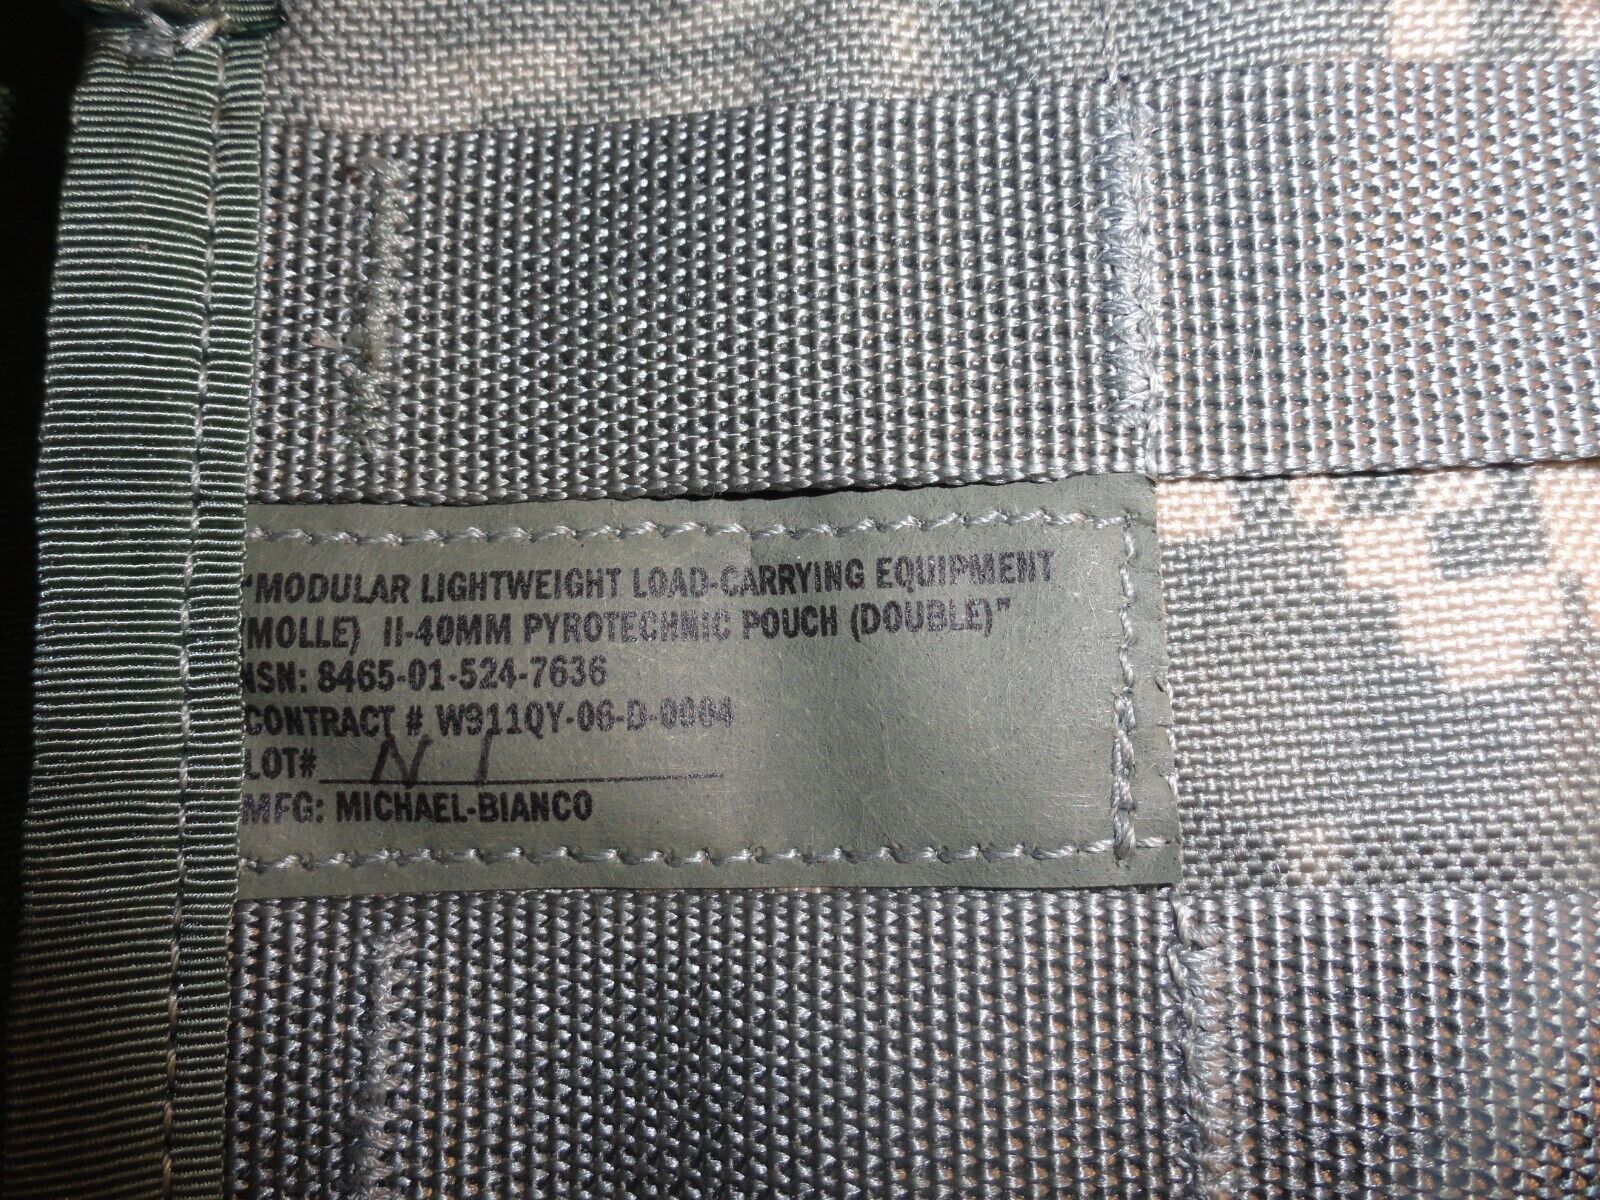 "MODULAR LIGHTWEIGHT LOAD-CARRYING EQUIPMENT
(MOLLE) II-40MM PYROTECHNIC POUCH (DOUBLE)"
NSN: 8465-01-524-7636
CONTRACT # W911QY-06-D-0004
LOT# N 1
MFG: MICHAEL-BIANCO